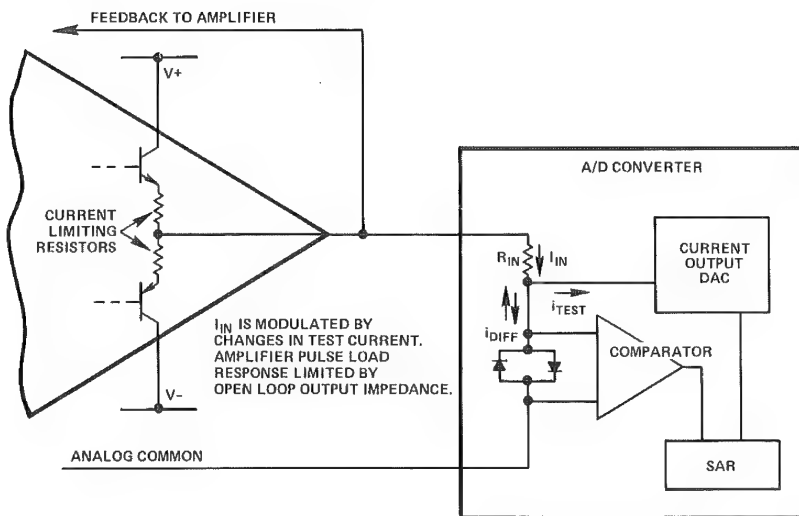 FEEDBACK TO AMPLIFIER
V+
A/D CONVERTER
CURRENT
LIMITING
RESISTORS
RIN
IIN
CURRENT
OUTPUT
DAC
iTEST
IIN IS MODULATED BY
CHANGES IN TEST CURRENT.
AMPLIFIER PULSE LOAD
RESPONSE LIMITED BY
OPEN LOOP OUTPUT IMPEDANCE.
iDIFF
COMPARATOR
V−
ANALOG COMMON
SAR